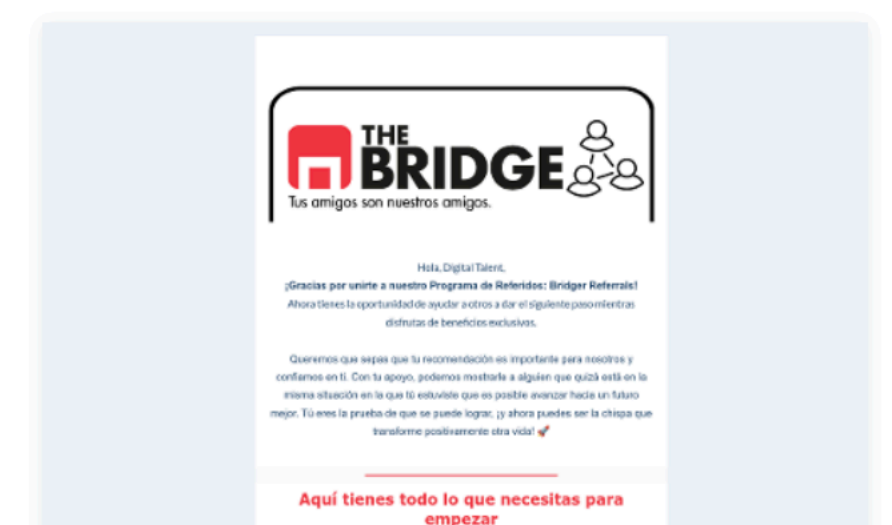 THE
BRIDGE
Tus amigos son nuestros amigos.
Hola, Digital Talent,
¡Gracias por unirte a nuestro Programa de Referidos: Bridger Referrals!
Ahora tienes la oportunidad de ayudar a otros a dar el siguiente paso mientras
disfrutas de beneficios exclusivos.
Queremos que sepas que tu recomendación es importante para nosotros y
confiamos en ti. Con tu apoyo, podemos mostrarle a alguien que quizá está en la
misma situación en la que tú estuviste que es posible avanzar hacia un futuro
mejor. Tú eres la prueba de que se puede lograr, ¡y ahora puedes ser la chispa que
transforme positivamente otra vida! 🚀
Aquí tienes todo lo que necesitas para
empezar